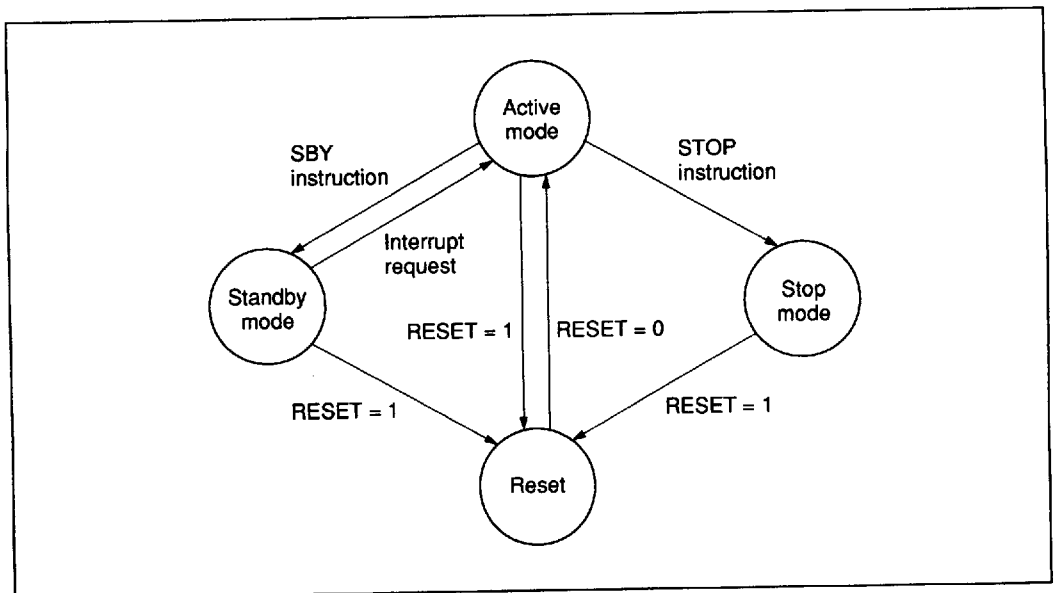 Active
mode
SBY
instruction
STOP
instruction
Interrupt
request
Standby
mode
Stop
mode
RESET = 1
RESET = 0
RESET = 1
RESET = 1
Reset